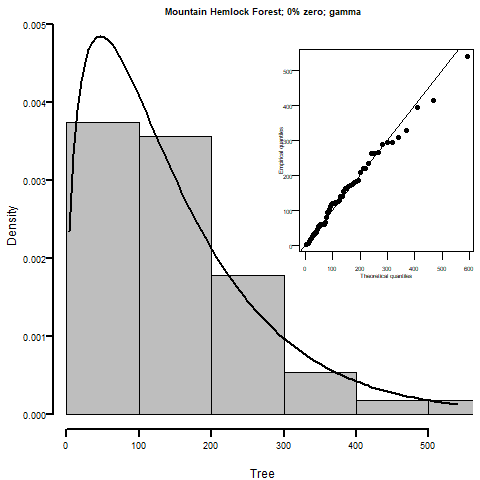 Mountain Hemlock Forest; 0% zero; gamma
0.005
0.004
0.003
0.002
0.001
0.000
Density
0 100 200 300 400 500
Tree
500
400
300
200
100
0
Empirical quantiles
0 100 200 300 400 500 600
Theoretical quantiles